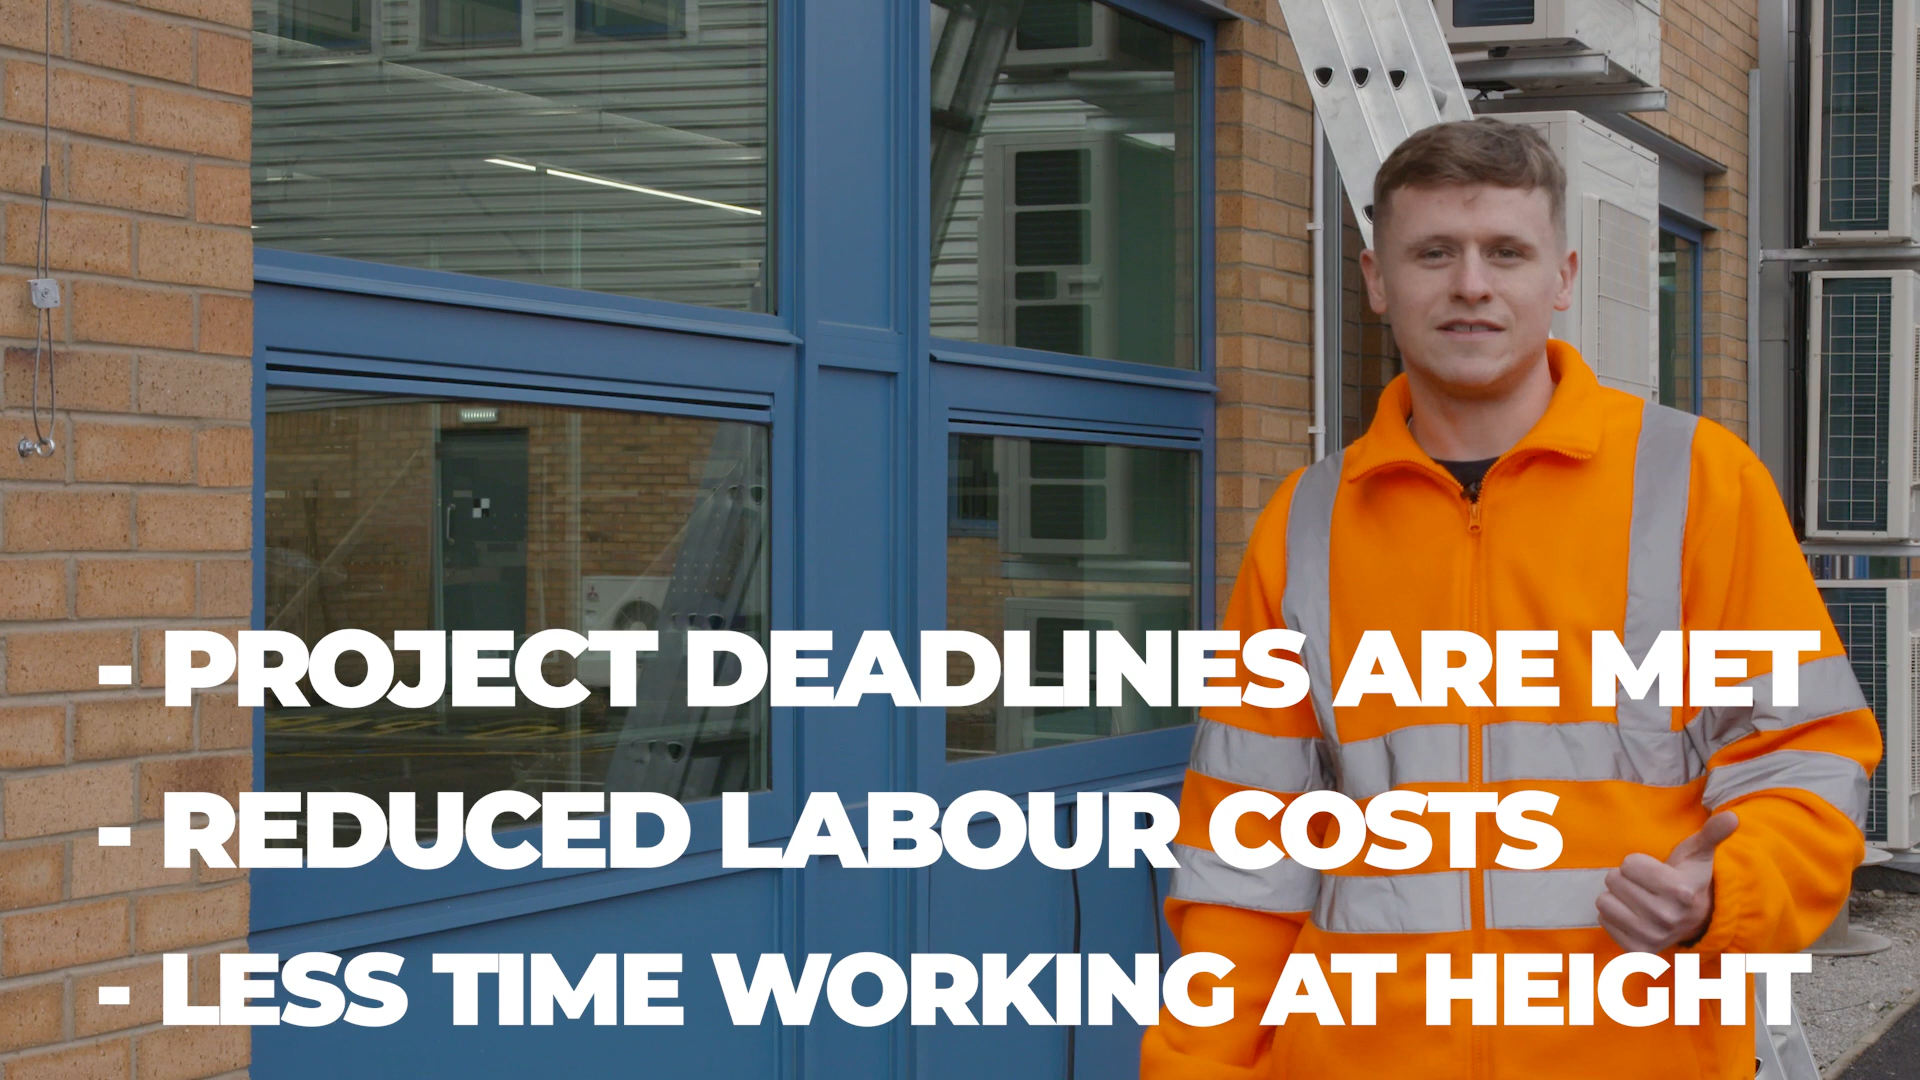 - PROJECT DEADLINES ARE MET
- REDUCED LABOUR COSTS
- LESS TIME WORKING AT HEIGHT